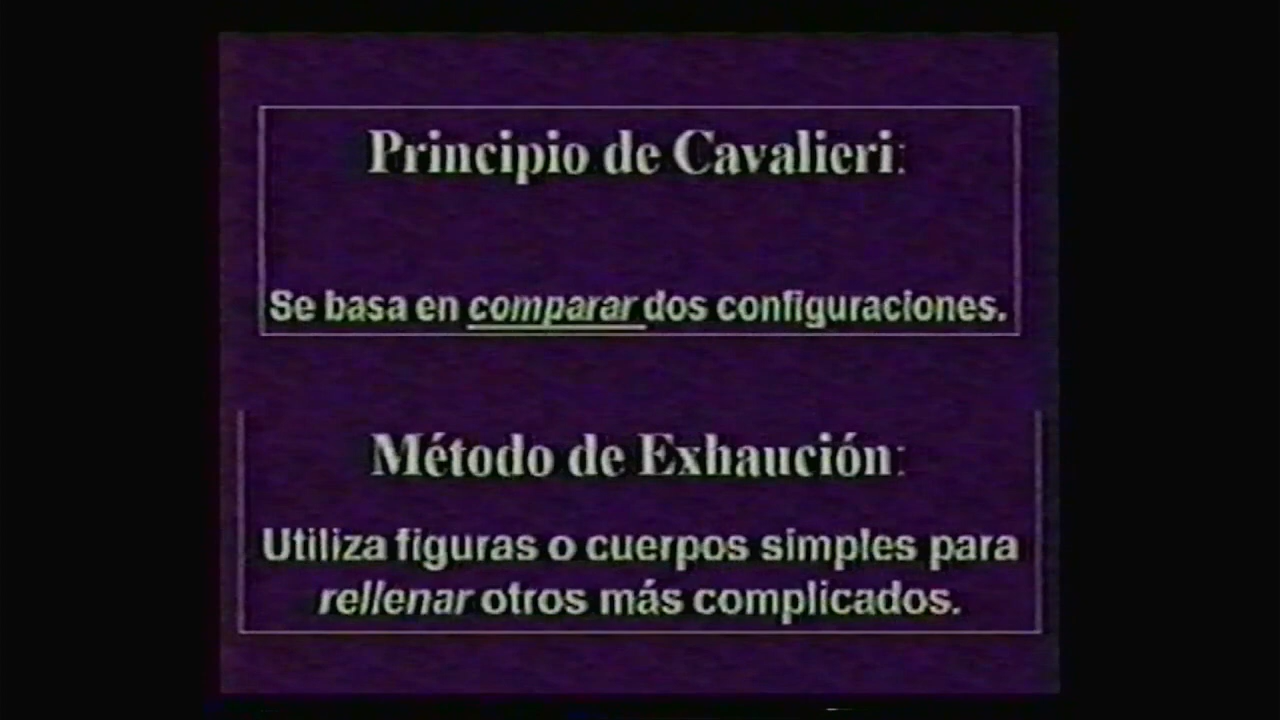 Principio de Cavalieri:
Se basa en comparar dos configuraciones.
Método de Exhaución:
Utiliza figuras o cuerpos simples para
rellenar otros más complicados.